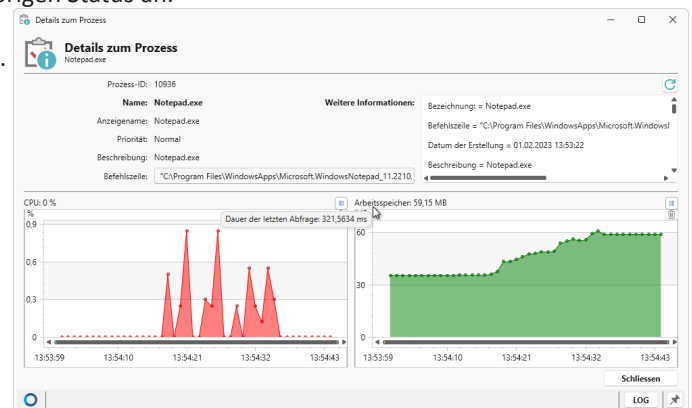 origen Status an.
.
Details zum Prozess
Details zum Prozess
Notepad.exe
Prozess-ID: 10936
Name: Notepad.exe
Anzeigename: Notepad.exe
Priorität: Normal
Beschreibung: Notepad.exe
Befehlszeile: "C:\Program Files\WindowsApps\Microsoft.WindowsNotepad_11.2210.
Weitere Informationen:
Bezeichnung: = Notepad.exe
Befehlszeile = "C:\Program Files\WindowsApps\Microsoft.Windowsl
Datum der Erstellung = 01.02.2023 13:53:22
Beschreibung = Notepad.exe
CPU: 0 %
%
0,9
0,6
0,3
0
13:53:59 13:54:10 13:54:21 13:54:32 13:54:43
Dauer der letzten Abfrage: 321,5634 ms
Arbeitsspeicher: 59,15 MB
60
30
0
13:53:59 13:54:10 13:54:21 13:54:32 13:54:43
Schliessen
LOG